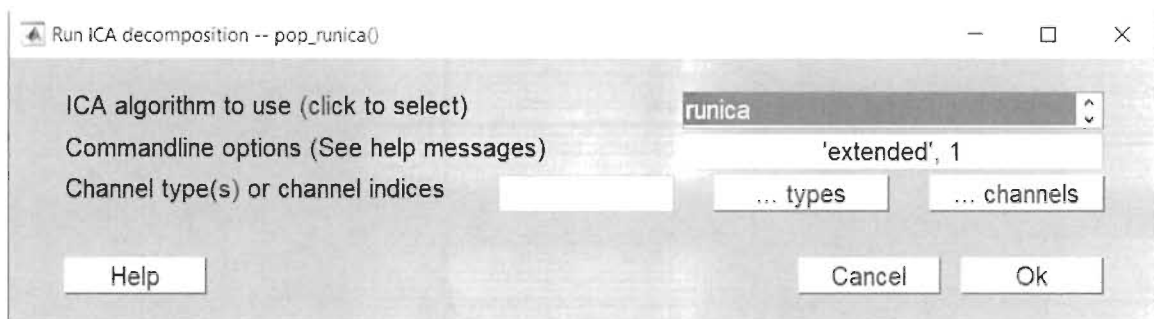 Run ICA decomposition -- pop_runica()
ICA algorithm to use (click to select) runica
Commandline options (See help messages) 'extended', 1
Channel type(s) or channel indices ... types ... channels
Help Cancel Ok